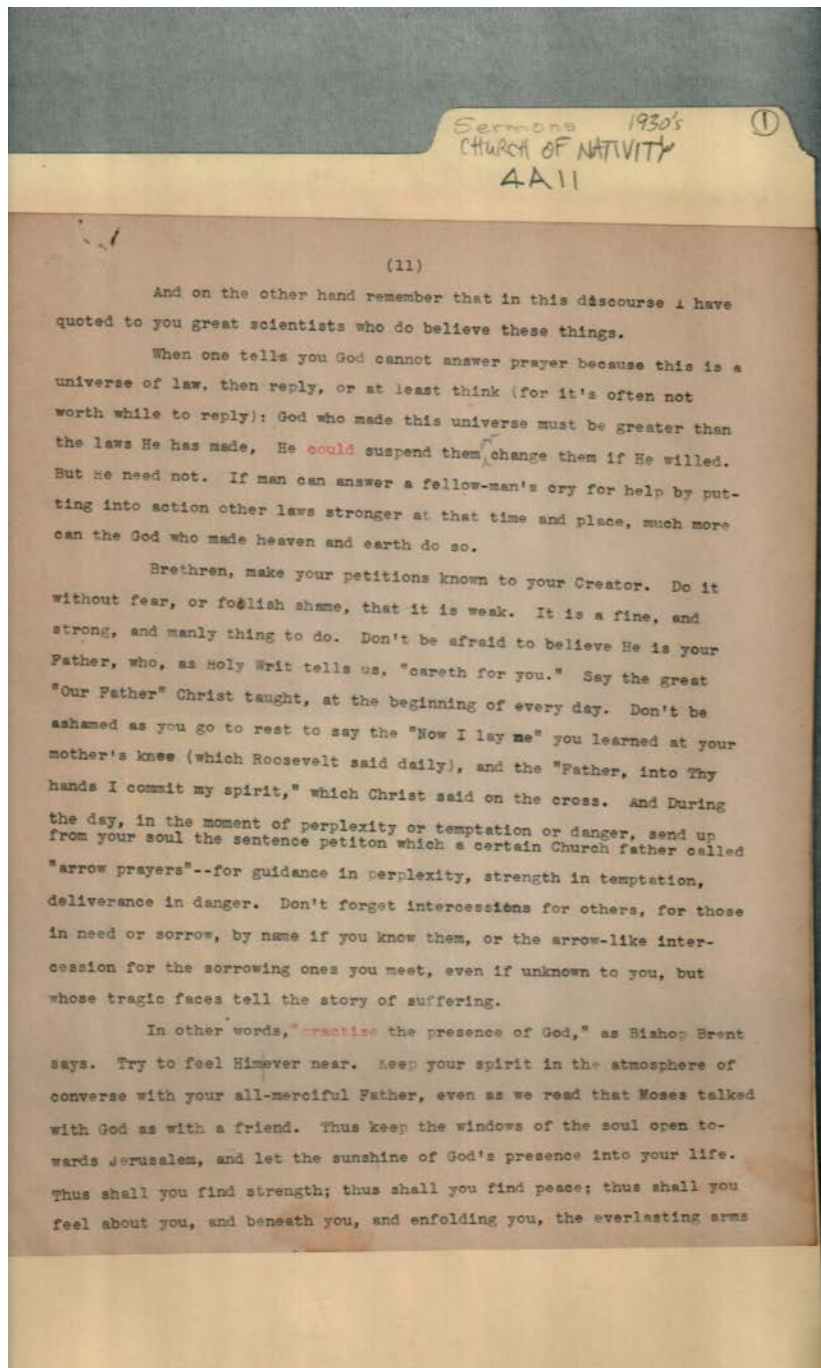 Sermons 1930's ①
CHURCH OF NATIVITY
4A11
(11)
And on the other hand remember that in this discourse I have
quoted to you great scientists who do believe these things.
When one tells you God cannot answer prayer because this is a
universe of law, then reply, or at least think (for it's often not
worth while to reply): God who made this universe must be greater than
the laws He has made, He could suspend them change them if He willed.
But He need not. If man can answer a fellow-man's cry for help by put-
ting into action other laws stronger at that time and place, much more
can the God who made heaven and earth do so.
Brethren, make your petitions known to your Creator. Do it
without fear, or foolish shame, that it is weak. It is a fine, and
strong, and manly thing to do. Don't be afraid to believe He is your
Father, who, as Holy Writ tells us, "careth for you." Say the great
"Our Father" Christ taught, at the beginning of every day. Don't be
ashamed as you go to rest to say the "Now I lay me" you learned at your
mother's knee (which Roosevelt said daily), and the "Father, into Thy
hands I commit my spirit," which Christ said on the cross. And During
the day, in the moment of perplexity or temptation or danger, send up
from your soul the sentence petiton which a certain Church father called
"arrow prayers"--for guidance in perplexity, strength in temptation,
deliverance in danger. Don't forget intercessions for others, for those
in need or sorrow, by name if you know them, or the arrow-like inter-
cession for the sorrowing ones you meet, even if unknown to you, but
whose tragic faces tell the story of suffering.
In other words, "practise the presence of God," as Bishop Brent
says. Try to feel Him ever near. Keep your spirit in the atmosphere of
converse with your all-merciful Father, even as we read that Moses talked
with God as with a friend. Thus keep the windows of the soul open to-
wards Jerusalem, and let the sunshine of God's presence into your life.
Thus shall you find strength; thus shall you find peace; thus shall you
feel about you, and beneath you, and enfolding you, the everlasting arms